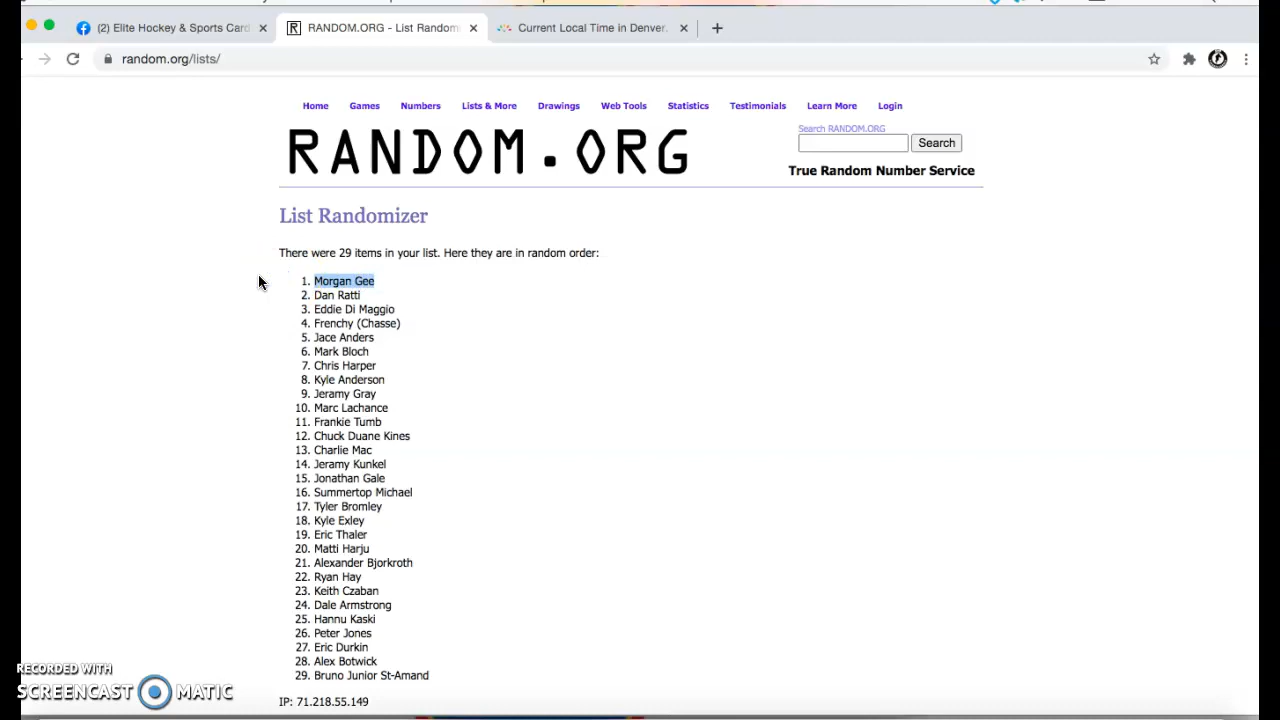 (2) Elite Hockey & Sports Card
RANDOM.ORG - List Random
Current Local Time in Denver,
random.org/lists/
Home Games Numbers Lists & More Drawings Web Tools Statistics Testimonials Learn More Login
RANDOM.ORG
Search RANDOM.ORG
Search
True Random Number Service
List Randomizer
There were 29 items in your list. Here they are in random order:
1. Morgan Gee
2. Dan Ratti
3. Eddie Di Maggio
4. Frenchy (Chasse)
5. Jace Anders
6. Mark Bloch
7. Chris Harper
8. Kyle Anderson
9. Jeramy Gray
10. Marc Lachance
11. Frankie Tumb
12. Chuck Duane Kines
13. Charlie Mac
14. Jeramy Kunkel
15. Jonathan Gale
16. Summertop Michael
17. Tyler Bromley
18. Kyle Exley
19. Eric Thaler
20. Matti Harju
21. Alexander Bjorkroth
22. Ryan Hay
23. Keith Czaban
24. Dale Armstrong
25. Hannu Kaski
26. Peter Jones
27. Eric Durkin
28. Alex Botwick
29. Bruno Junior St-Amand
IP: 71.218.55.149
RECORDED WITH
SCREENCAST MATIC